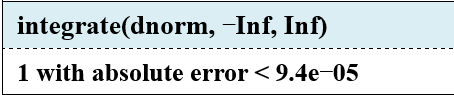 integrate(dnorm, −Inf, Inf)
1 with absolute error < 9.4e−05